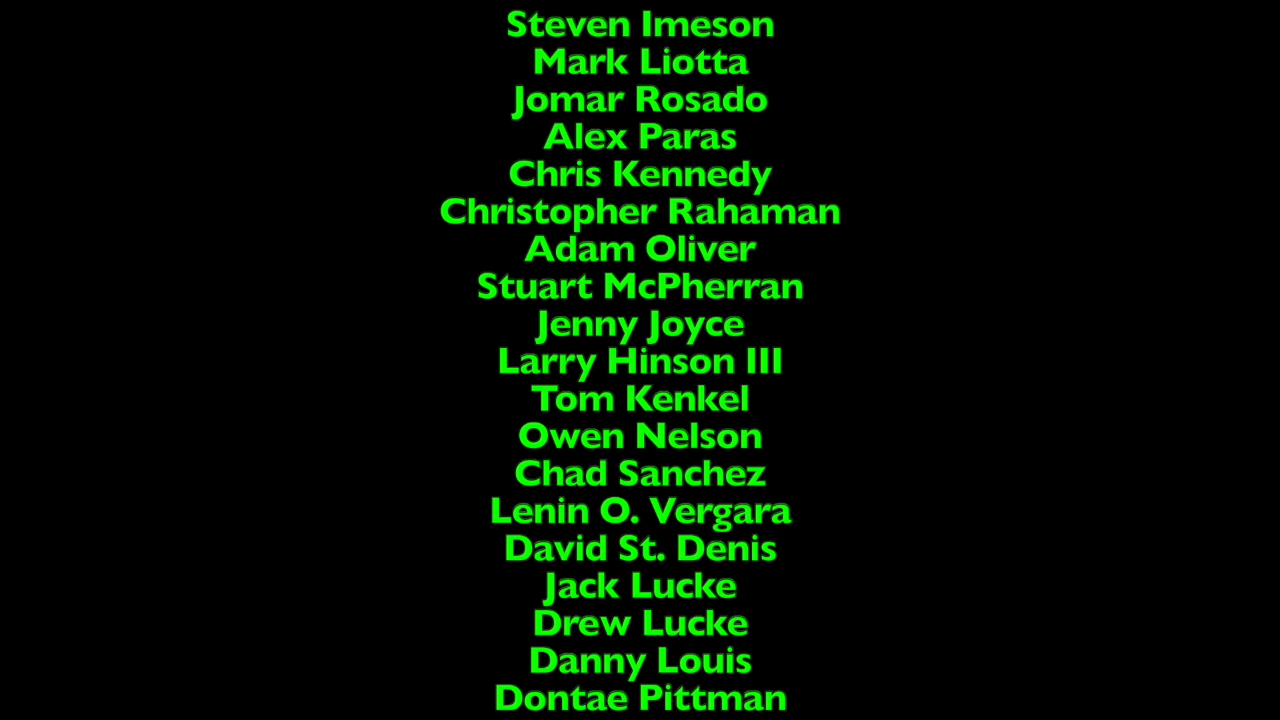 Steven Imeson
Mark Liotta
Jomar Rosado
Alex Paras
Chris Kennedy
Christopher Rahaman
Adam Oliver
Stuart McPherran
Jenny Joyce
Larry Hinson III
Tom Kenkel
Owen Nelson
Chad Sanchez
Lenin O. Vergara
David St. Denis
Jack Lucke
Drew Lucke
Danny Louis
Dontae Pittman